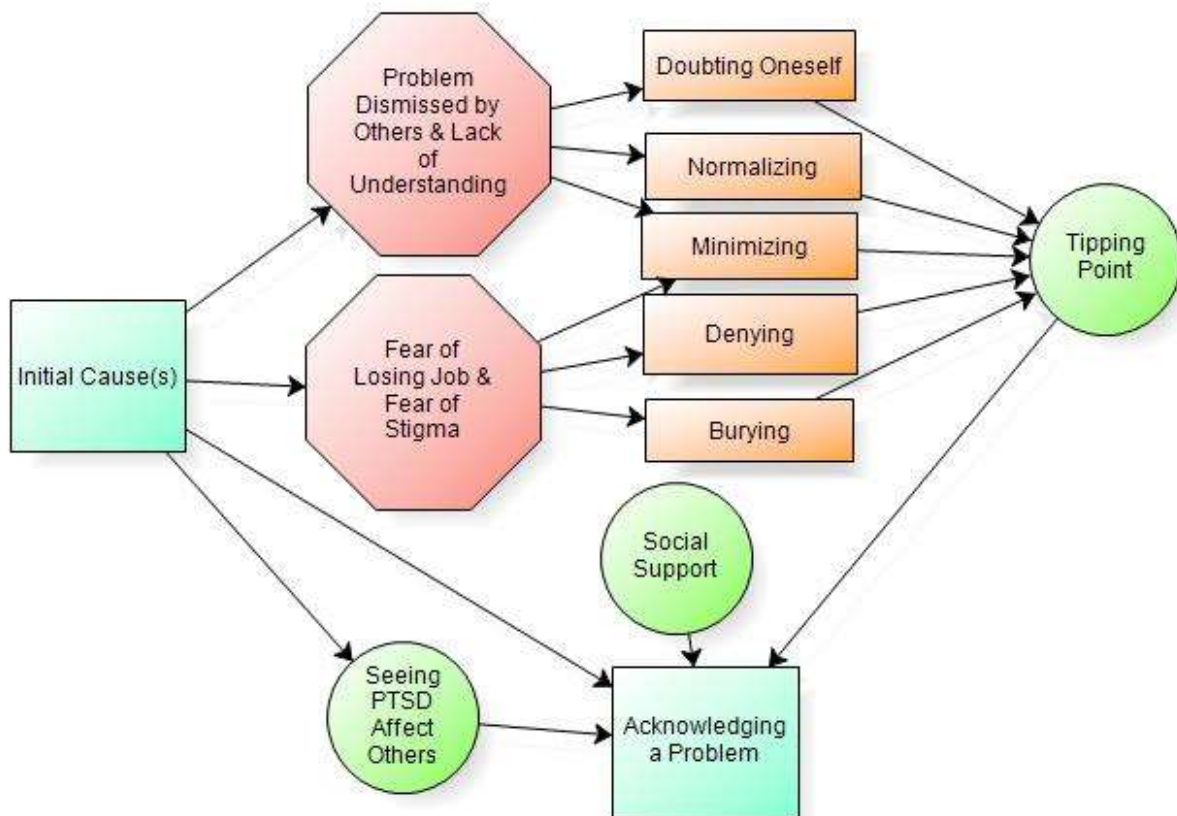 Problem
Dismissed by
Others & Lack
of
Understanding
Doubting Oneself
Normalizing
Minimizing
Tipping
Point
Initial Cause(s)
Fear of
Losing Job &
Fear of
Stigma
Denying
Burying
Social
Support
Seeing
PTSD
Affect
Others
Acknowledging
a Problem